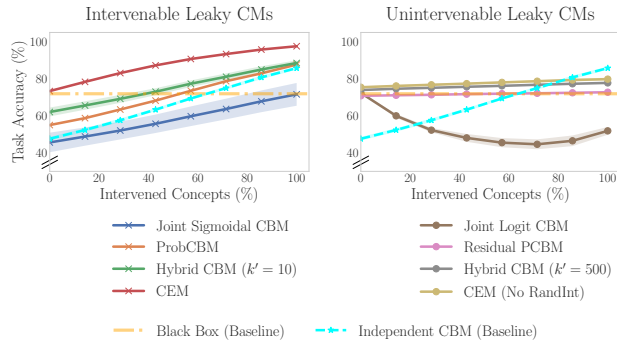 Intervenable Leaky CMs
Unintervenable Leaky CMs
Task Accuracy (%)
100
80
60
40
0 20 40 60 80 100
Intervened Concepts (%)
100
80
60
40
0 20 40 60 80 100
Intervened Concepts (%)
Joint Sigmoidal CBM
ProbCBM
Hybrid CBM (k′ = 10)
CEM
Joint Logit CBM
Residual PCBM
Hybrid CBM (k′ = 500)
CEM (No RandInt)
Black Box (Baseline)
Independent CBM (Baseline)